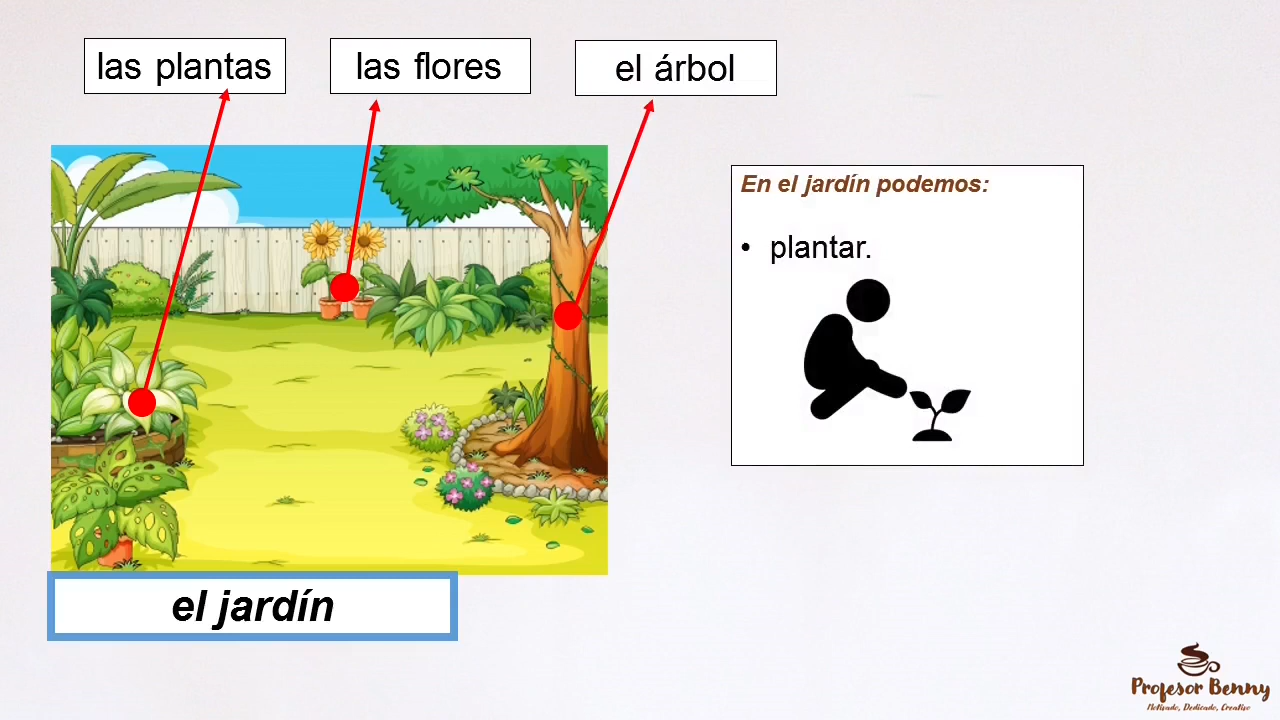 las plantas
las flores
el árbol
En el jardín podemos:
• plantar.
el jardín
Profesor Benny
Motivado, Dedicado, Creativo